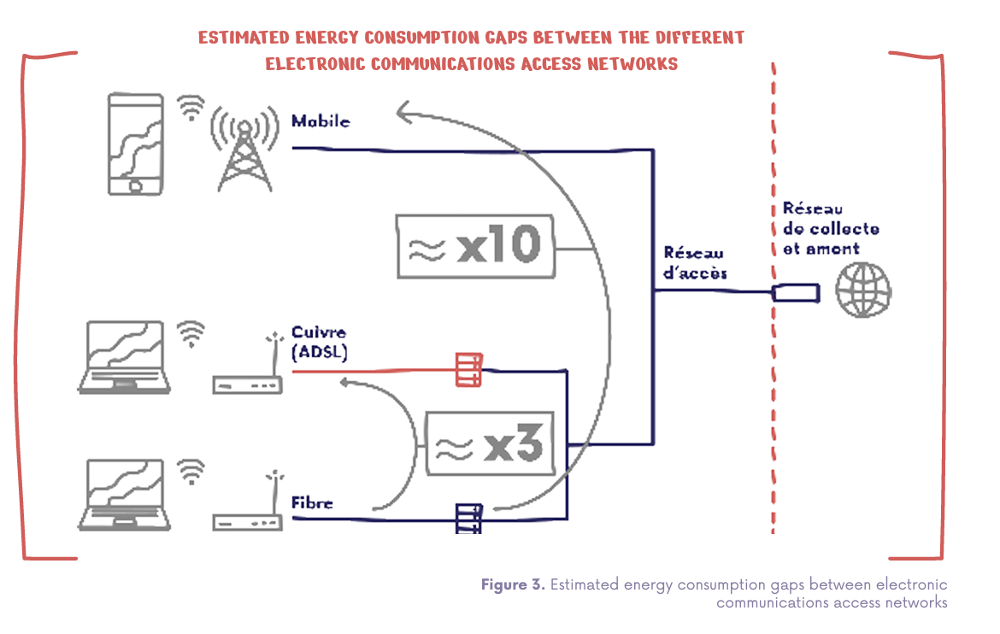 ESTIMATED ENERGY CONSUMPTION GAPS BETWEEN THE DIFFERENT
ELECTRONIC COMMUNICATIONS ACCESS NETWORKS
Mobile
≈ x10
Réseau
de collecte
et amont
Réseau
d'accès
Cuivre
(ADSL)
≈ x3
Fibre
Figure 3. Estimated energy consumption gaps between electronic
communications access networks